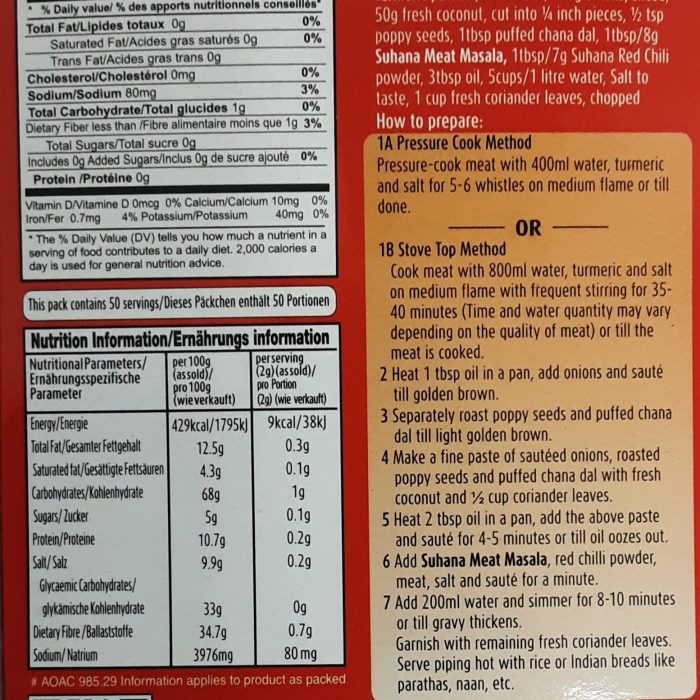 * % Daily value/ % des apports nutritionnels conseillés*
Total Fat/Lipides totaux 0g 0%
Saturated Fat/Acides gras saturés 0g 0%
Trans Fat/Acides gras trans 0g
Cholesterol/Cholestérol 0mg 0%
Sodium/Sodium 80mg 3%
Total Carbohydrate/Total glucides 1g 0%
Dietary Fiber less than /Fibre alimentaire moins que 1g 3%
Total Sugars/Total sucre 0g
Includes 0g Added Sugars/Inclus 0g de sucre ajouté 0%
Protein /Protéine 0g
Vitamin D/Vitamine D 0mcg 0% Calcium/Calcium 10mg 0%
Iron/Fer 0.7mg 4% Potassium/Potassium 40mg 0%
* The % Daily Value (DV) tells you how much a nutrient in a
serving of food contributes to a daily diet. 2,000 calories a
day is used for general nutrition advice.
This pack contains 50 servings/Dieses Päckchen enthält 50 Portionen
Nutrition Information/Ernährungs information
Nutritional Parameters/
Ernährungsspezifische
Parameter
per 100g
(assold)/
pro 100g
(wie verkauft)
per serving
(2g)(assold)/
pro Portion
(2g) (wie verkauft)
Energy/Energie 429kcal/1795kJ 9kcal/38kJ
Total Fat/Gesamter Fettgehalt 12.5g 0.3g
Saturated fat/Gesättigte Fettsäuren 4.3g 0.1g
Carbohydrates/Kohlenhydrate 68g 1g
Sugars/Zucker 5g 0.1g
Protein/Proteine 10.7g 0.2g
Salt/Salz 9.9g 0.2g
Glycaemic Carbohydrates/
glykämische Kohlenhydrate 33g 0g
Dietary Fibre/Ballaststoffe 34.7g 0.7g
Sodium/Natrium 3976mg 80 mg
# AOAC 985.29 Information applies to product as packed
50g fresh coconut, cut into ¼ inch pieces, ½ tsp
poppy seeds, 1tbsp puffed chana dal, 1tbsp/8g
Suhana Meat Masala, 1tbsp/7g Suhana Red Chili
powder, 3tbsp oil, 5cups/1 litre water, Salt to
taste, 1 cup fresh coriander leaves, chopped
How to prepare:
1A Pressure Cook Method
Pressure-cook meat with 400ml water, turmeric
and salt for 5-6 whistles on medium flame or till
done.
OR
1B Stove Top Method
Cook meat with 800ml water, turmeric and salt
on medium flame with frequent stirring for 35-
40 minutes (Time and water quantity may vary
depending on the quality of meat) or till the
meat is cooked.
2 Heat 1 tbsp oil in a pan, add onions and sauté
till golden brown.
3 Separately roast poppy seeds and puffed chana
dal till light golden brown.
4 Make a fine paste of sautéed onions, roasted
poppy seeds and puffed chana dal with fresh
coconut and ½ cup coriander leaves.
5 Heat 2 tbsp oil in a pan, add the above paste
and sauté for 4-5 minutes or till oil oozes out.
6 Add Suhana Meat Masala, red chilli powder,
meat, salt and sauté for a minute.
7 Add 200ml water and simmer for 8-10 minutes
or till gravy thickens.
Garnish with remaining fresh coriander leaves.
Serve piping hot with rice or Indian breads like
parathas, naan, etc.